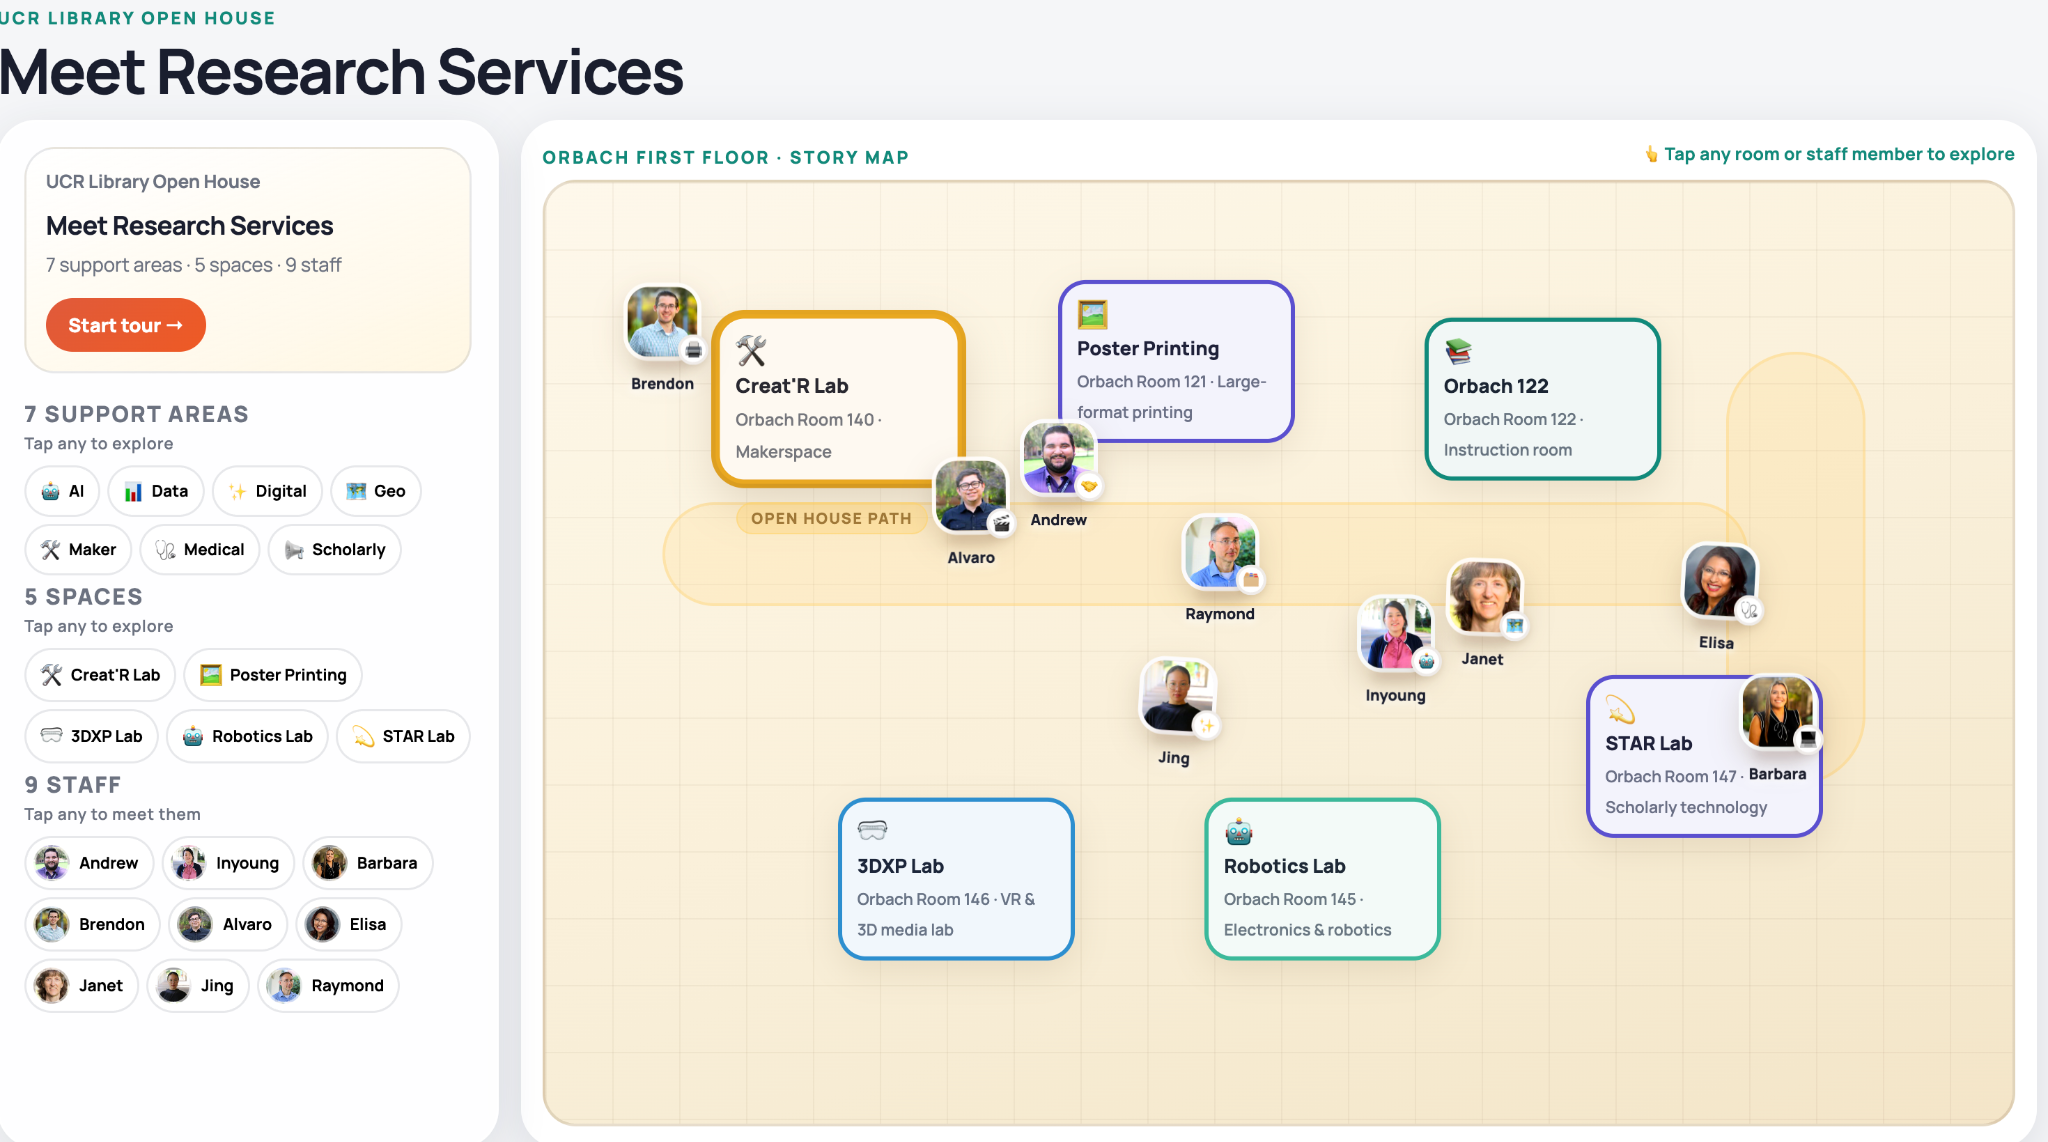 UCR LIBRARY OPEN HOUSE
Meet Research Services
UCR Library Open House
Meet Research Services
7 support areas · 5 spaces · 9 staff
Start tour →
7 SUPPORT AREAS
Tap any to explore
AI
Data
Digital
Geo
Maker
Medical
Scholarly
5 SPACES
Tap any to explore
Creat'R Lab
Poster Printing
3DXP Lab
Robotics Lab
STAR Lab
9 STAFF
Tap any to meet them
Andrew
Inyoung
Barbara
Brendon
Alvaro
Elisa
Janet
Jing
Raymond
ORBACH FIRST FLOOR · STORY MAP
Tap any room or staff member to explore
Brendon
Creat'R Lab
Orbach Room 140 ·
Makerspace
Poster Printing
Orbach Room 121 · Large-
format printing
Orbach 122
Orbach Room 122 ·
Instruction room
OPEN HOUSE PATH
Alvaro
Andrew
Raymond
Inyoung
Janet
Elisa
Jing
STAR Lab
Orbach Room 147 ·
Scholarly technology
Barbara
3DXP Lab
Orbach Room 146 · VR &
3D media lab
Robotics Lab
Orbach Room 145 ·
Electronics & robotics